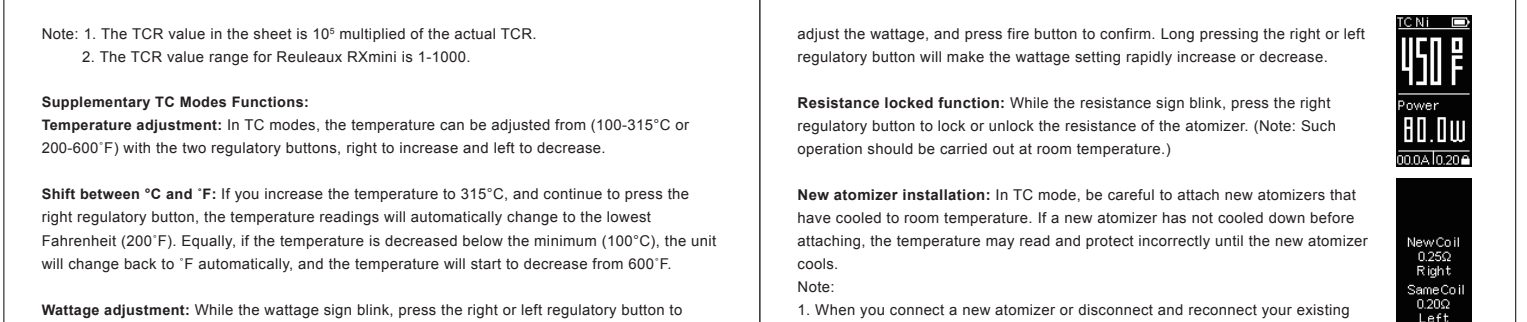 Note: 1. The TCR value in the sheet is 10⁵ multiplied of the actual TCR.
2. The TCR value range for Reuleaux RXmini is 1-1000.
Supplementary TC Modes Functions:
Temperature adjustment: In TC modes, the temperature can be adjusted from (100-315°C or
200-600˚F) with the two regulatory buttons, right to increase and left to decrease.
Shift between °C and ˚F: If you increase the temperature to 315°C, and continue to press the
right regulatory button, the temperature readings will automatically change to the lowest
Fahrenheit (200˚F). Equally, if the temperature is decreased below the minimum (100°C), the unit
will change back to ˚F automatically, and the temperature will start to decrease from 600˚F.
Wattage adjustment: While the wattage sign blink, press the right or left regulatory button to
adjust the wattage, and press fire button to confirm. Long pressing the right or left
regulatory button will make the wattage setting rapidly increase or decrease.
Resistance locked function: While the resistance sign blink, press the right
regulatory button to lock or unlock the resistance of the atomizer. (Note: Such
operation should be carried out at room temperature.)
New atomizer installation: In TC mode, be careful to attach new atomizers that
have cooled to room temperature. If a new atomizer has not cooled down before
attaching, the temperature may read and protect incorrectly until the new atomizer
cools.
Note:
1. When you connect a new atomizer or disconnect and reconnect your existing
TC Ni
450°F
Power
80.0W
00.0A 0.20
NewCoil
0.25Ω
Right
SameCoil
0.20Ω
Left